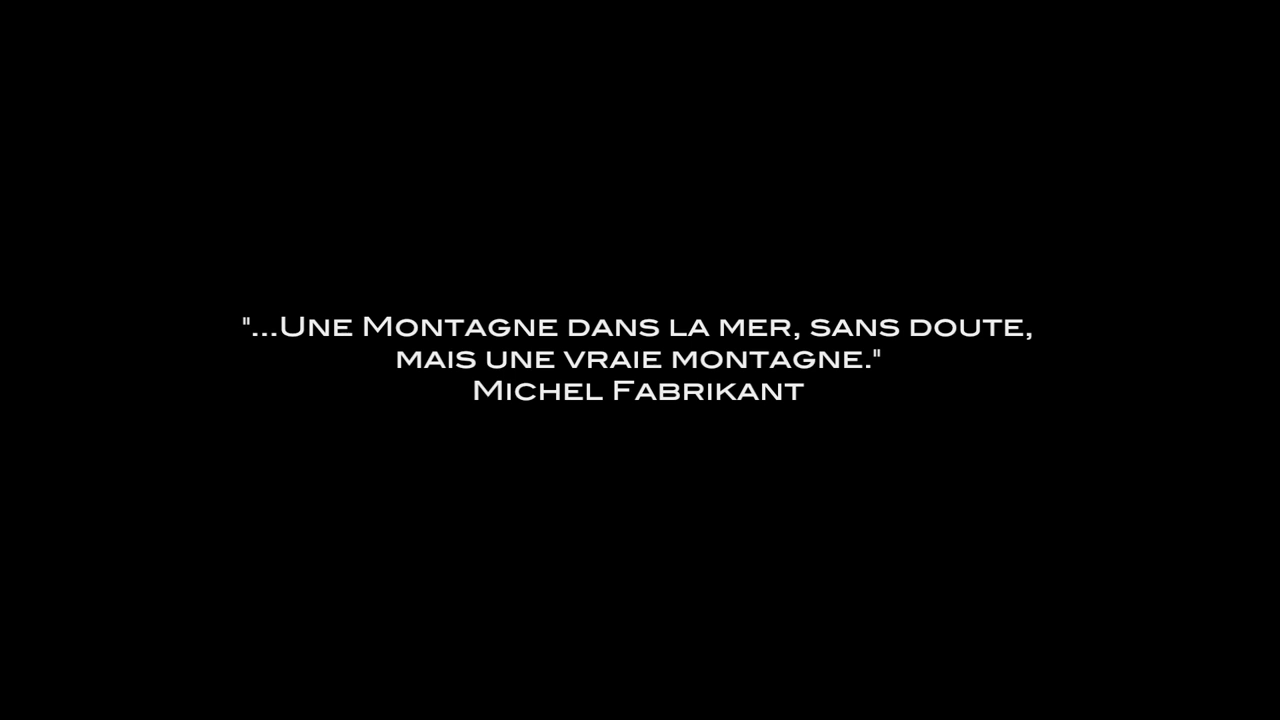 "...Une Montagne dans la mer, sans doute,
mais une vraie montagne."
Michel Fabrikant